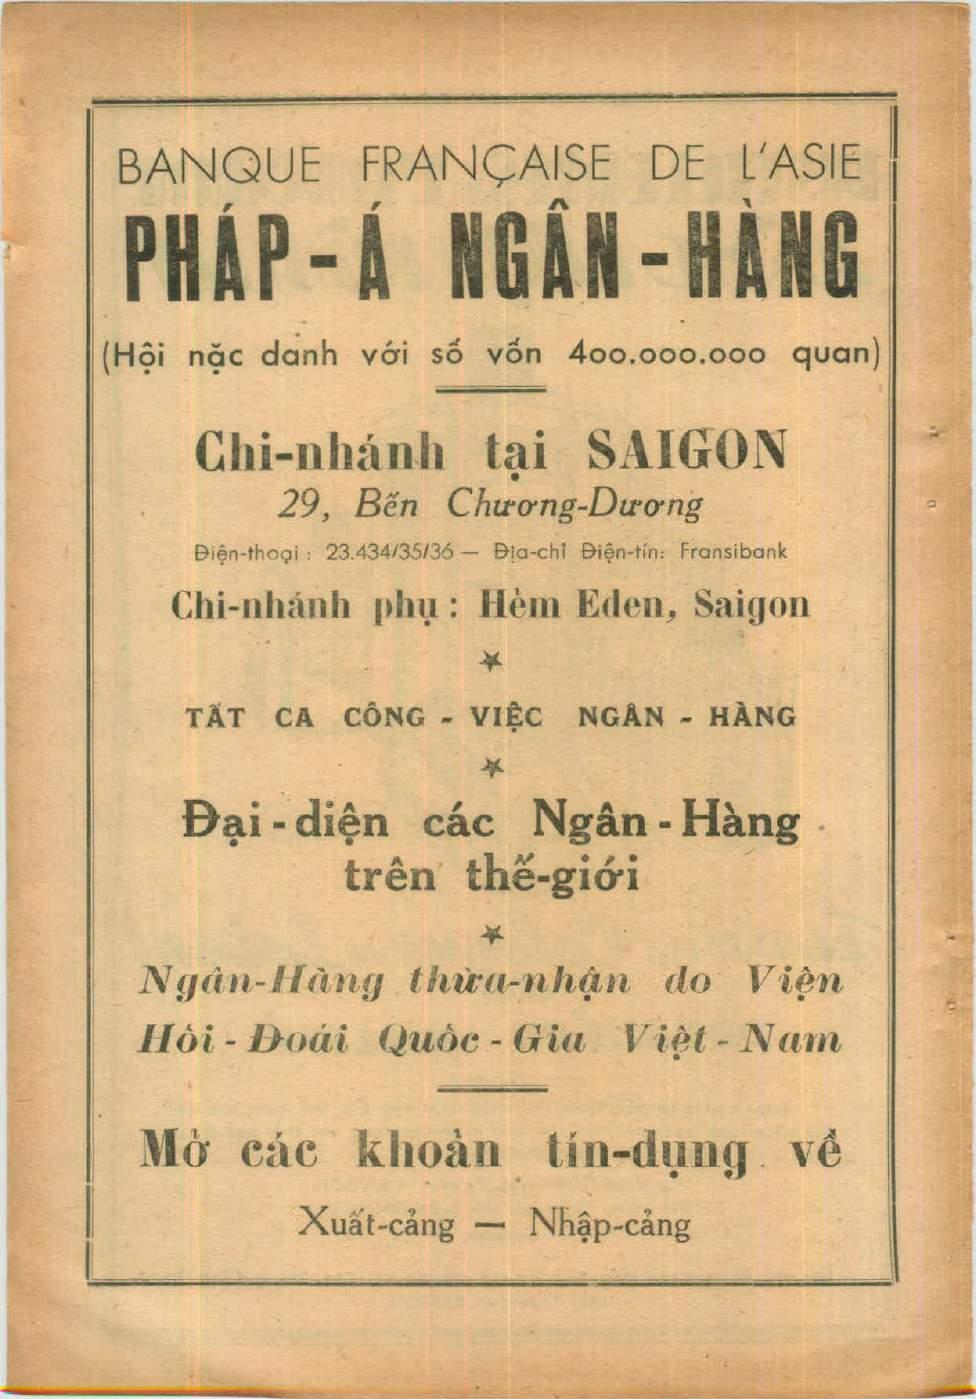 BANQUE FRANÇAISE DE L'ASIE
PHÁP-Á NGÂN-HÀNG
(Hội nặc danh với số vốn 400.000.000 quan)
Chi-nhánh tại SAIGON
29, Bến Chương-Dương
Điện-thoại : 23.434/35/36 — Địa-chỉ Điện-tín: Fransibank
Chi-nhánh phụ : Hẻm Eden, Saigon
TẤT CA CÔNG - VIỆC NGÂN - HÀNG
Đại - diện các Ngân - Hàng
trên thế-giới
Ngân-Hàng thừa-nhận do Viện
Hối - Đoái Quốc - Gia Việt - Nam
Mở các khoản tín-dụng về
Xuất-cảng — Nhập-cảng